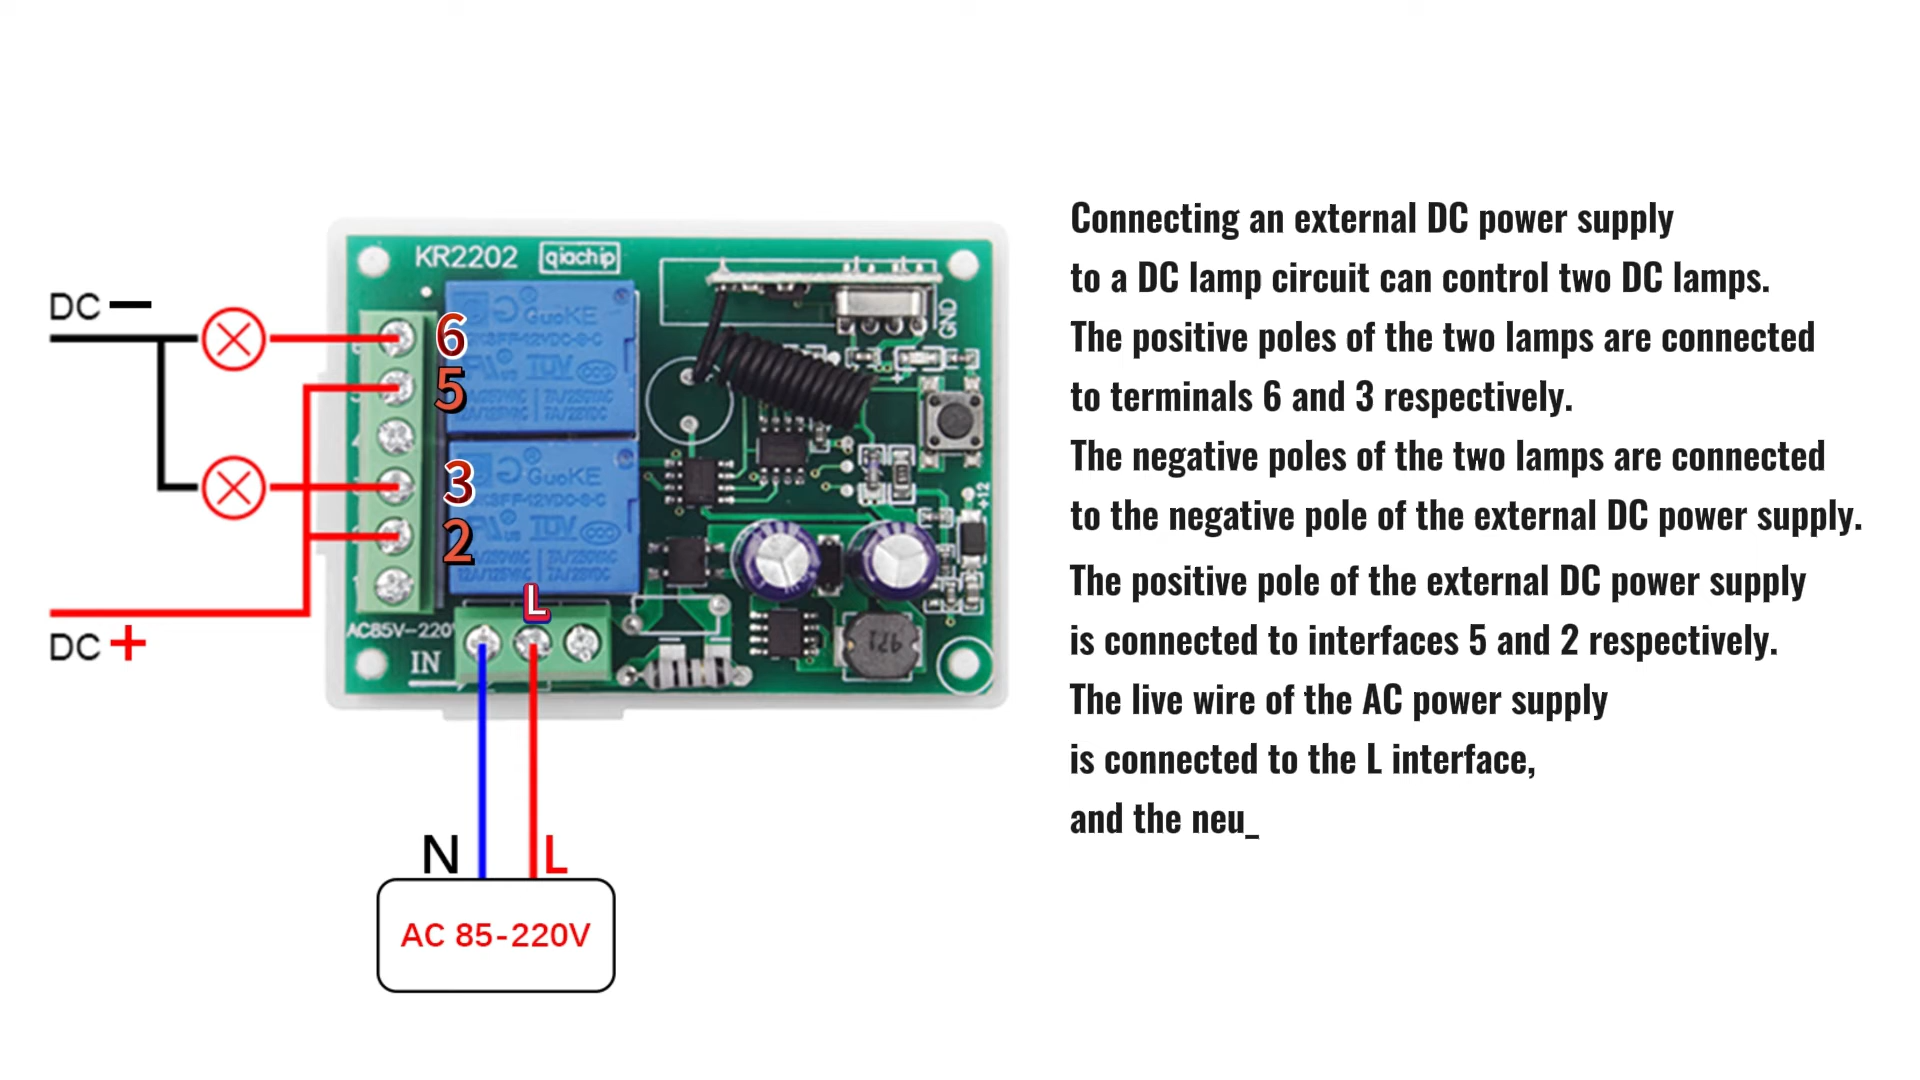 Connecting an external DC power supply
to a DC lamp circuit can control two DC lamps.
The positive poles of the two lamps are connected
to terminals 6 and 3 respectively.
The negative poles of the two lamps are connected
to the negative pole of the external DC power supply.
The positive pole of the external DC power supply
is connected to interfaces 5 and 2 respectively.
The live wire of the AC power supply
is connected to the L interface,
and the neu_
KR2202 qiachip
DC —
6
5
3
2
L
DC +
GUOKE
GUOKE
GND
+12
AC85V-220
IN
471
N L
AC 85-220V